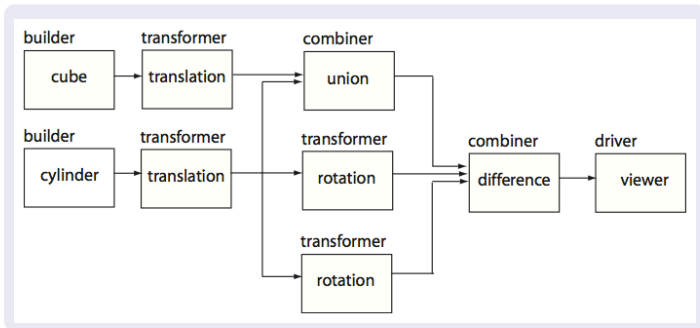 builder
transformer
combiner
cube
translation
union
builder
transformer
transformer
combiner
driver
cylinder
translation
rotation
difference
viewer
transformer
rotation